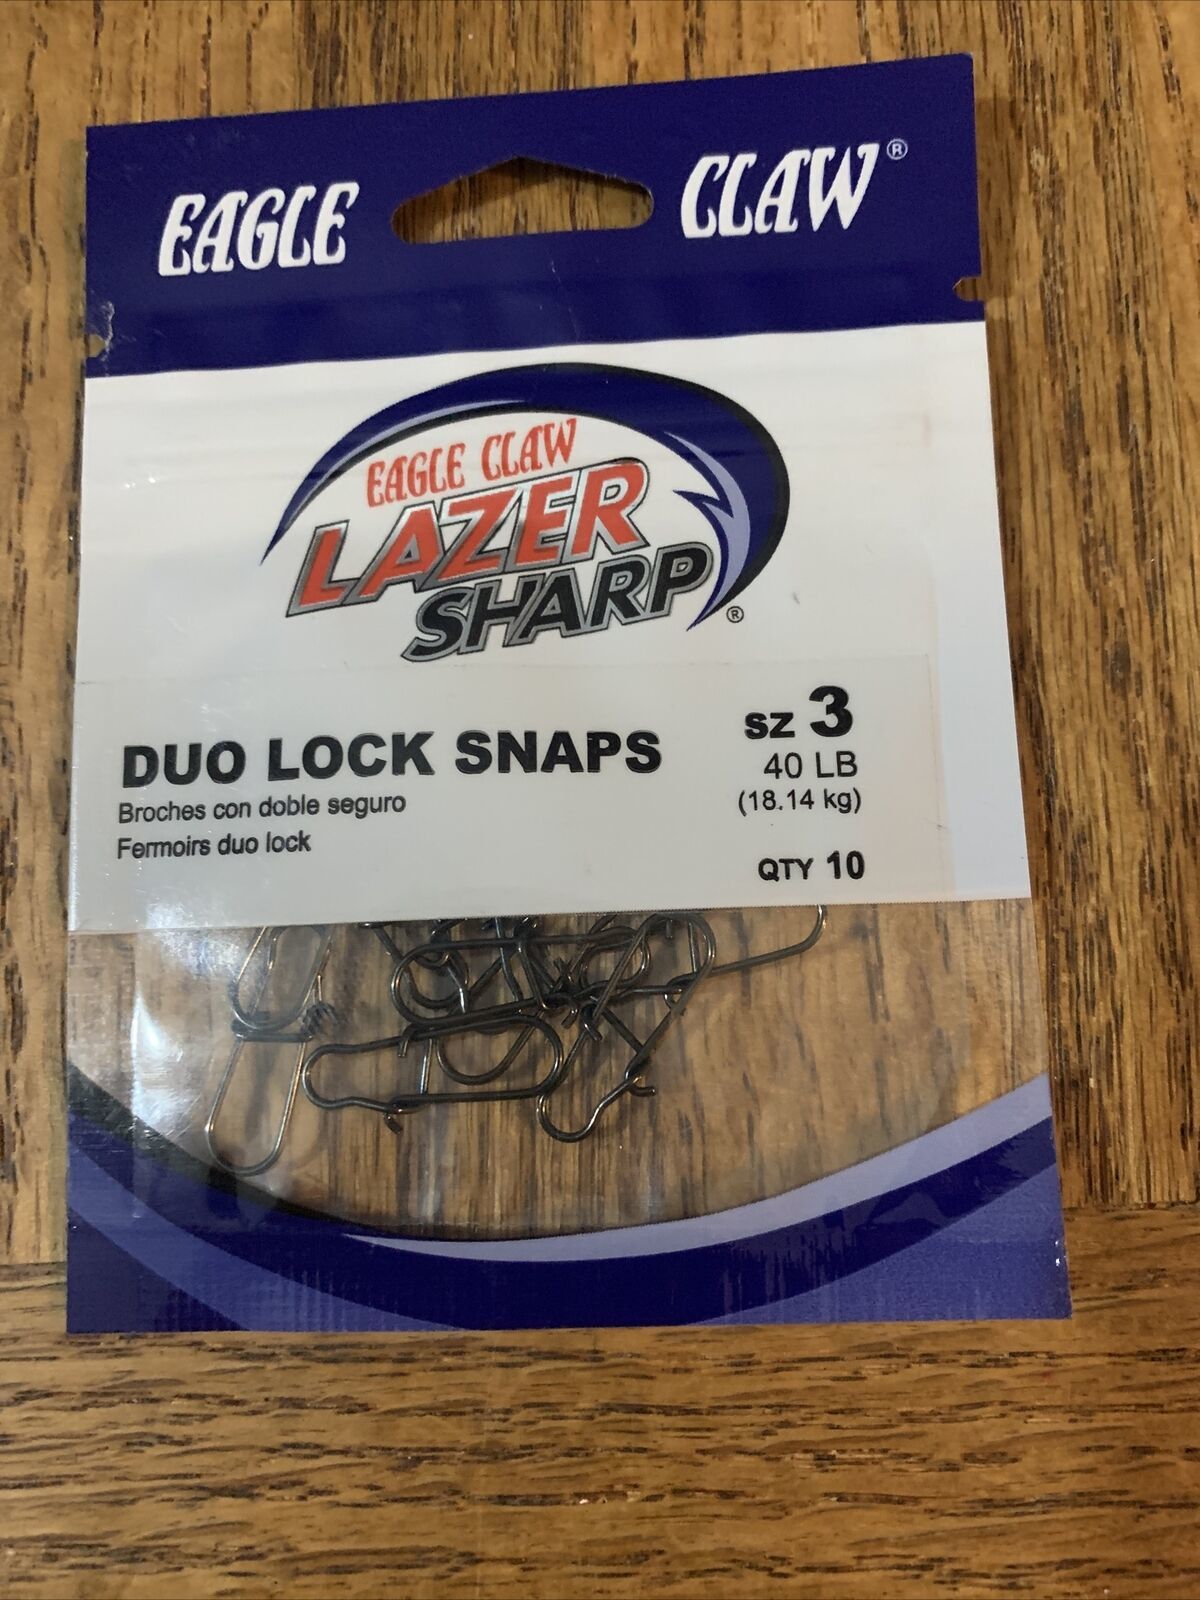 EAGLE CLAW®
EAGLE CLAW
LAZER
SHARP®
DUO LOCK SNAPS
Broches con doble seguro
Fermoirs duo lock
sz 3
40 LB
(18.14 kg)
QTY 10